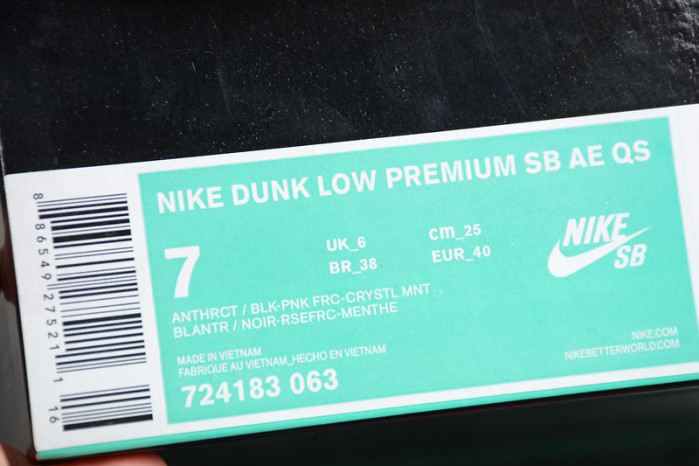 NIKE DUNK LOW PREMIUM SB AE QS
7
UK_6
cm_25
BR_38
EUR_40
NIKE
SB
ANTHRCT / BLK-PNK FRC-CRYSTL MNT
BLANTR / NOIR-RSEFRC-MENTHE
MADE IN VIETNAM
FABRIQUE AU VIETNAM_HECHO EN VIETNAM
724183 063
NIKE.COM
NIKEBETTERWORLD.COM
8 86549 27521 1
16